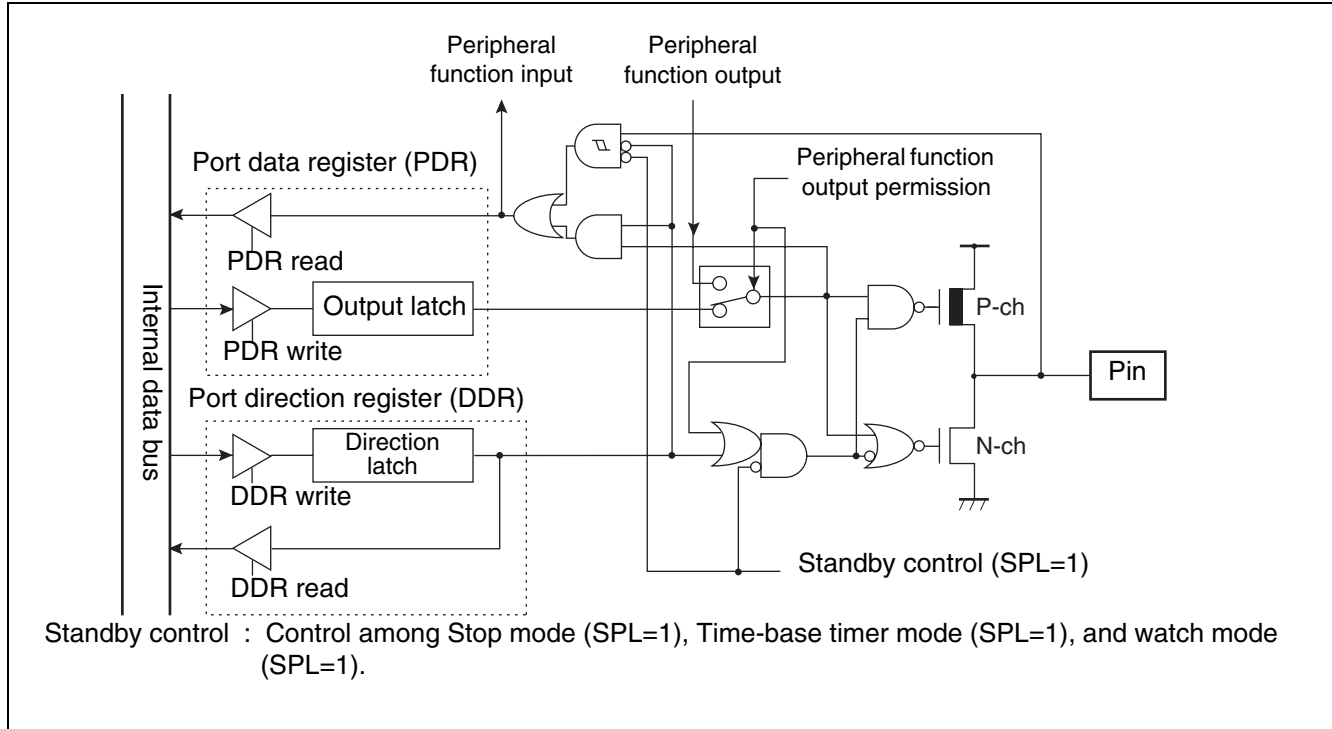 Peripheral
function input
Peripheral
function output
Port data register (PDR)
Peripheral function
output permission
PDR read
Output latch
PDR write
P-ch
Pin
Internal data bus
Port direction register (DDR)
Direction
latch
N-ch
DDR write
DDR read
Standby control (SPL=1)
Standby control : Control among Stop mode (SPL=1), Time-base timer mode (SPL=1), and watch mode
(SPL=1).